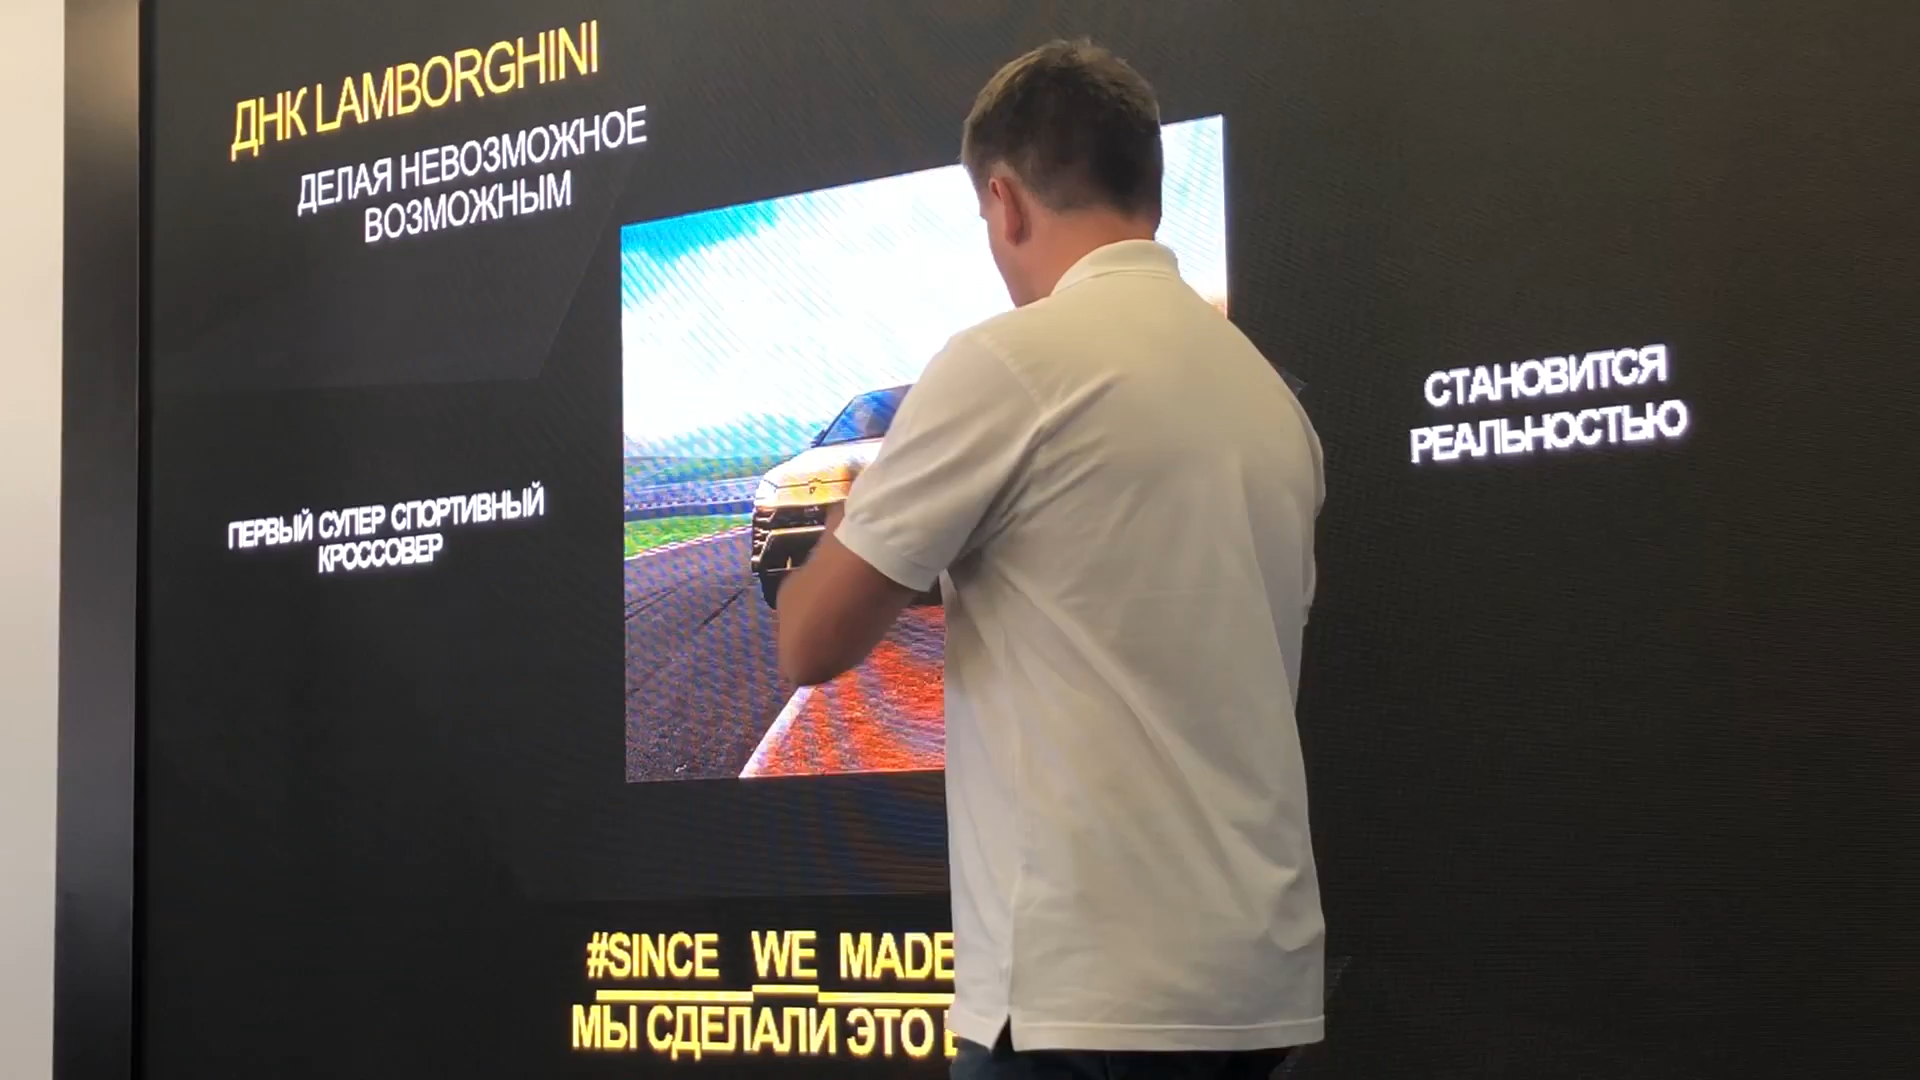 ДНК LAMBORGHINI
ДЕЛАЯ НЕВОЗМОЖНОЕ
ВОЗМОЖНЫМ
СТАНОВИТСЯ
РЕАЛЬНОСТЬЮ
ПЕРВЫЙ СУПЕР СПОРТИВНЫЙ
КРОССОВЕР
#SINCE WE MADE
МЫ СДЕЛАЛИ ЭТО